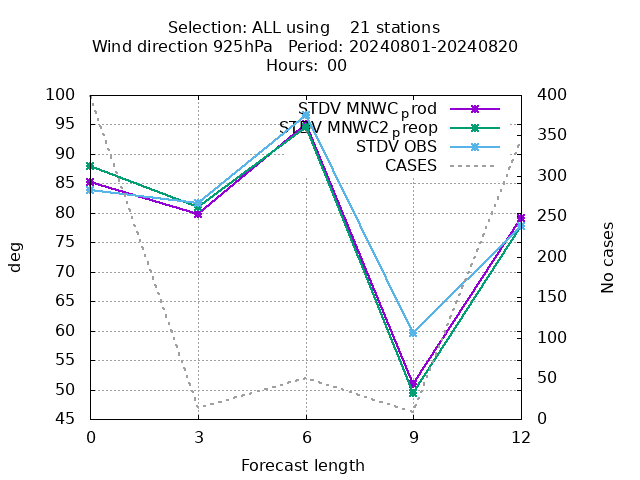 Selection: ALL using    21 stations
Wind direction 925hPa   Period: 20240801-20240820
Hours:  00
STDV MNWCprod
STDV MNWC2preop
STDV OBS
CASES
100
95
90
85
80
75
70
65
60
55
50
45
400
350
300
250
200
150
100
50
0
deg
No cases
0
3
6
9
12
Forecast length